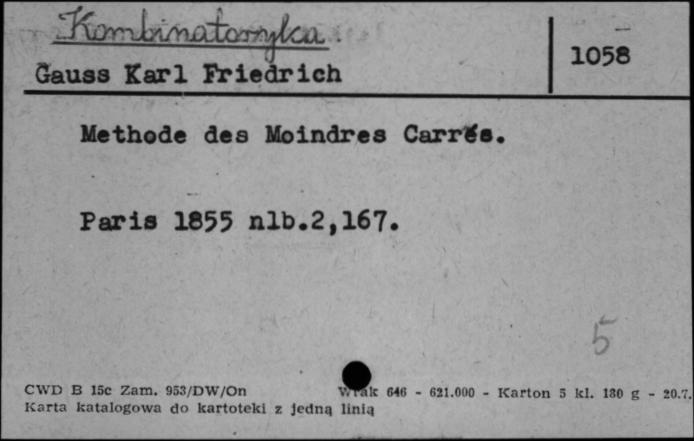 Kombinatoryka
1058
Gauss Karl Friedrich
Methode des Moindres Carrés.
Paris 1855 nlb.2,167.
5
CWD B 15c Zam. 953/DW/On Wrak 646 - 621.000 - Karton 5 kl. 180 g - 20.7.
Karta katalogowa do kartoteki z jedną linią